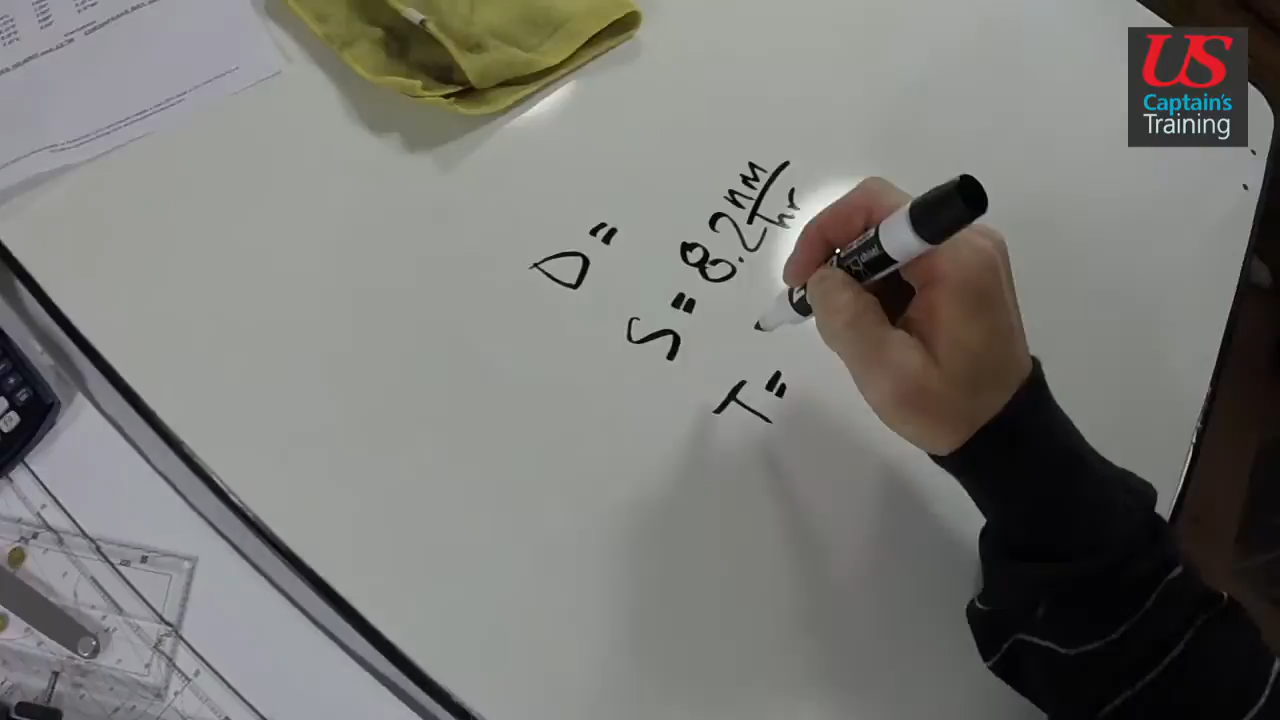 US
Captain's
Training
D =
S = 8.2 nM/hr
T =